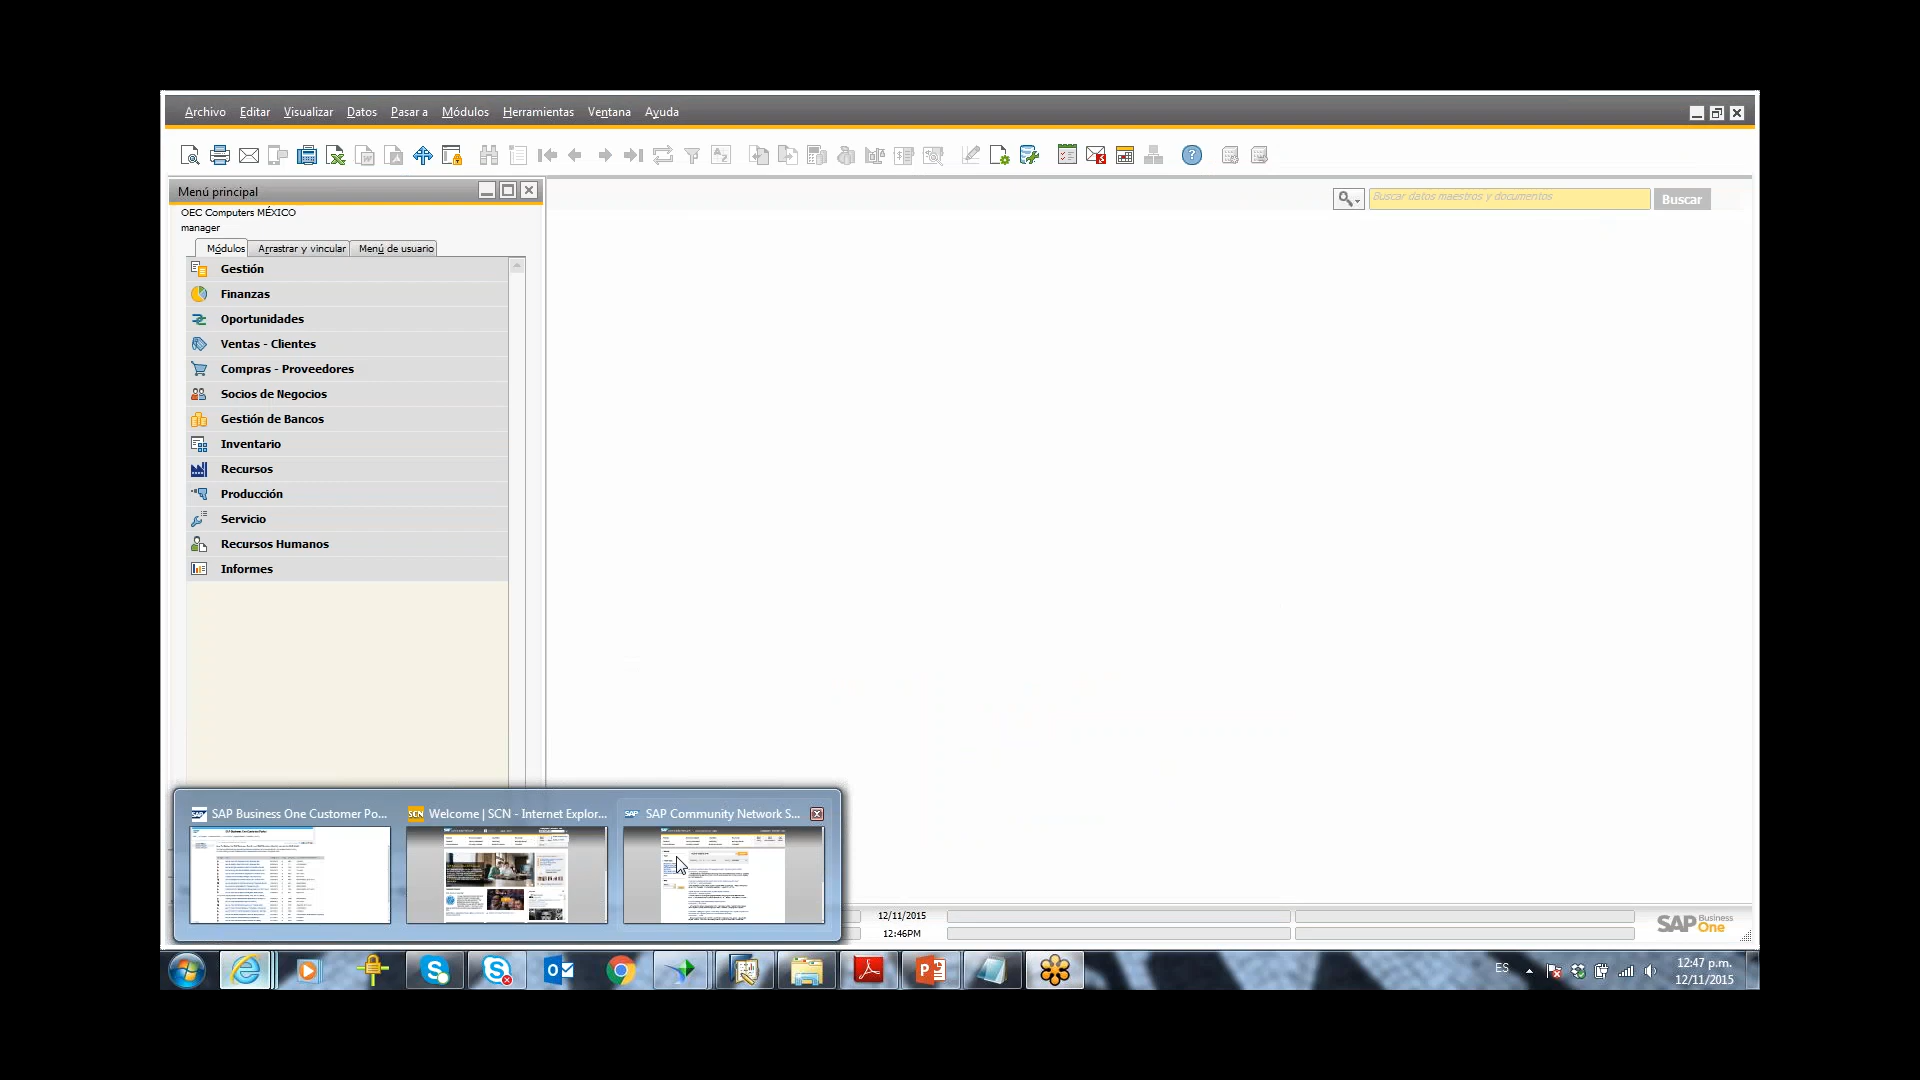 Archivo Editar Visualizar Datos Pasar a Módulos Herramientas Ventana Ayuda
Menú principal
OEC Computers MÉXICO
manager
Módulos Arrastrar y vincular Menú de usuario
Gestión
Finanzas
Oportunidades
Ventas - Clientes
Compras - Proveedores
Socios de Negocios
Gestión de Bancos
Inventario
Recursos
Producción
Servicio
Recursos Humanos
Informes
Buscar datos maestros y documentos Buscar
SAP Business One Customer Po...
SCN Welcome | SCN - Internet Explor...
SAP SAP Community Network S...
12/11/2015
12:46PM
SAP Business One
ES
12:47 p.m.
12/11/2015